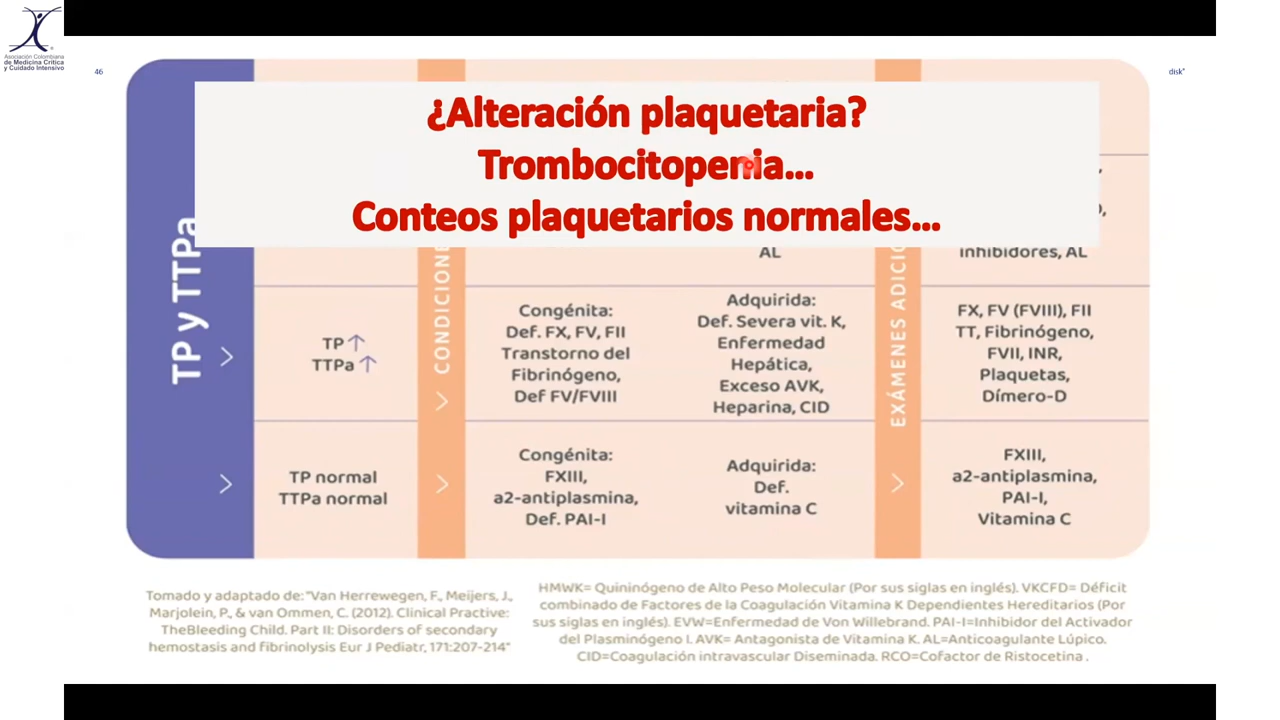 Asociación Colombiana
de Medicina Crítica
y Cuidado Intensivo
46
disk"
¿Alteración plaquetaria?
Trombocitopenia...
Conteos plaquetarios normales...
TP y TTPa
CONDICIONE
EXÁMENES ADICIO
AL
inhibidores, AL
TP ↑
TTPa ↑
Congénita:
Def. FX, FV, FII
Transtorno del
Fibrinógeno,
Def FV/FVIII
Adquirida:
Def. Severa vit. K,
Enfermedad
Hepática,
Exceso AVK,
Heparina, CID
FX, FV (FVIII), FII
TT, Fibrinógeno,
FVII, INR,
Plaquetas,
Dímero-D
TP normal
TTPa normal
Congénita:
FXIII,
a2-antiplasmina,
Def. PAI-I
Adquirida:
Def.
vitamina C
FXIII,
a2-antiplasmina,
PAI-I,
Vitamina C
Tomado y adaptado de: "Van Herrewegen, F., Meijers, J.,
Marjolein, P., & van Ommen, C. (2012). Clinical Practice:
TheBleeding Child. Part II: Disorders of secondary
hemostasis and fibrinolysis Eur J Pediatr, 171:207-214"
HMWK= Quininógeno de Alto Peso Molecular (Por sus siglas en inglés). VKCFD= Déficit
combinado de Factores de la Coagulación Vitamina K Dependientes Hereditarios (Por
sus siglas en inglés). EVW=Enfermedad de Von Willebrand. PAI-I=Inhibidor del Activador
del Plasminógeno I. AVK= Antagonista de Vitamina K. AL=Anticoagulante Lúpico.
CID=Coagulación intravascular Diseminada. RCO=Cofactor de Ristocetina .